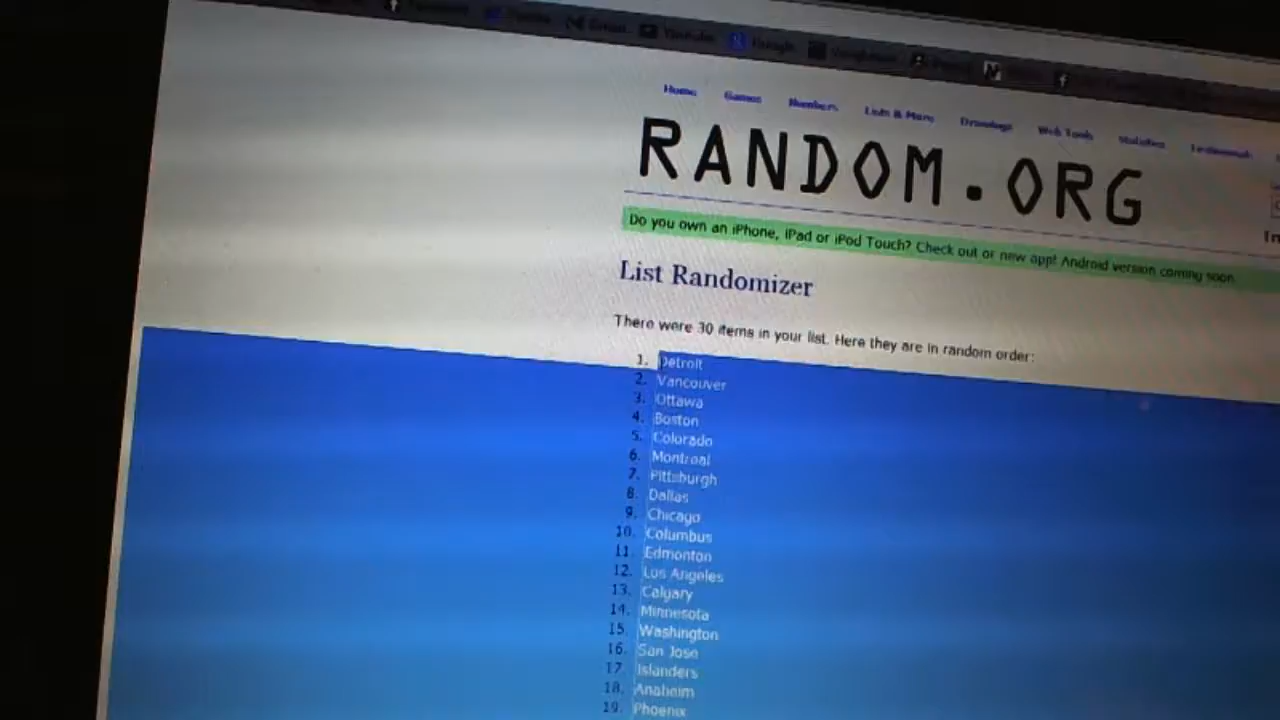 Youtube Google
Home Games Numbers Lists & More Drawings Web Tools Statistics Testimonials
RANDOM.ORG
Do you own an iPhone, iPad or iPod Touch? Check out or new app! Android version coming soon
List Randomizer
There were 30 items in your list. Here they are in random order:
1. Detroit
2. Vancouver
3. Ottawa
4. Boston
5. Colorado
6. Montreal
7. Pittsburgh
8. Dallas
9. Chicago
10. Columbus
11. Edmonton
12. Los Angeles
13. Calgary
14. Minnesota
15. Washington
16. San Jose
17. Islanders
18. Anaheim
19. Phoenix